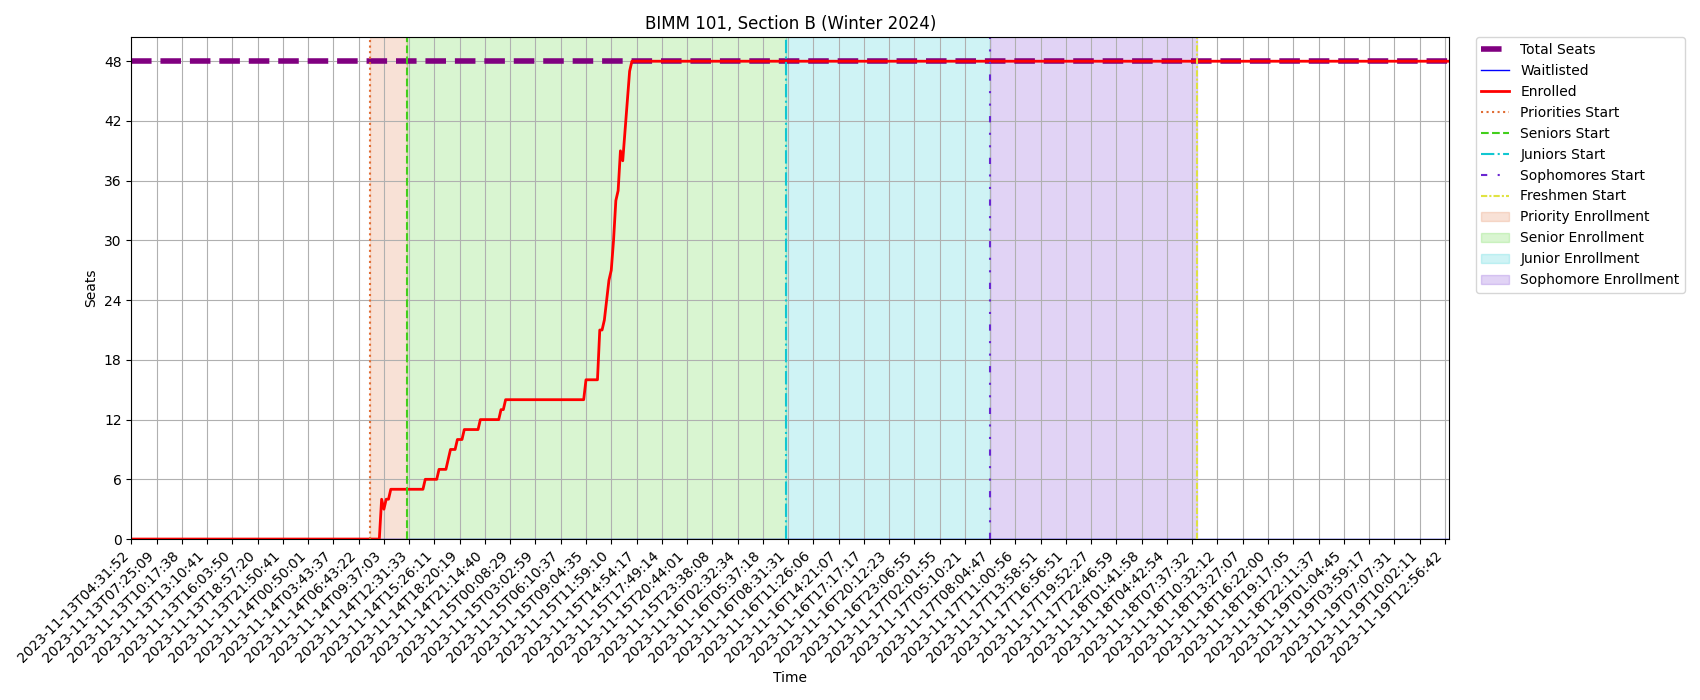 BIMM 101, Section B (Winter 2024)
Total Seats
Waitlisted
Enrolled
Priorities Start
Seniors Start
Juniors Start
Sophomores Start
Freshmen Start
Priority Enrollment
Senior Enrollment
Junior Enrollment
Sophomore Enrollment
Seats
48
42
36
30
24
18
12
6
0
2023-11-13T04:31:52
2023-11-13T07:25:09
2023-11-13T10:17:38
2023-11-13T13:10:41
2023-11-13T16:03:50
2023-11-13T18:57:20
2023-11-13T21:50:41
2023-11-14T00:50:01
2023-11-14T03:43:37
2023-11-14T06:43:22
2023-11-14T09:37:03
2023-11-14T12:31:33
2023-11-14T15:26:11
2023-11-14T18:20:19
2023-11-14T21:14:40
2023-11-15T00:08:29
2023-11-15T03:02:59
2023-11-15T06:10:37
2023-11-15T09:04:35
2023-11-15T11:59:10
2023-11-15T14:54:17
2023-11-15T17:49:14
2023-11-15T20:44:01
2023-11-15T23:38:08
2023-11-16T02:32:34
2023-11-16T05:37:18
2023-11-16T08:31:31
2023-11-16T11:26:06
2023-11-16T14:21:07
2023-11-16T17:17:17
2023-11-16T20:12:23
2023-11-16T23:06:55
2023-11-17T02:01:55
2023-11-17T05:10:21
2023-11-17T08:04:47
2023-11-17T11:00:56
2023-11-17T13:58:51
2023-11-17T16:56:51
2023-11-17T19:52:27
2023-11-17T22:46:59
2023-11-18T01:41:58
2023-11-18T04:42:54
2023-11-18T07:37:32
2023-11-18T10:32:12
2023-11-18T13:27:07
2023-11-18T16:22:00
2023-11-18T19:17:05
2023-11-18T22:11:37
2023-11-19T01:04:45
2023-11-19T03:59:17
2023-11-19T07:07:31
2023-11-19T10:02:11
2023-11-19T12:56:42
Time